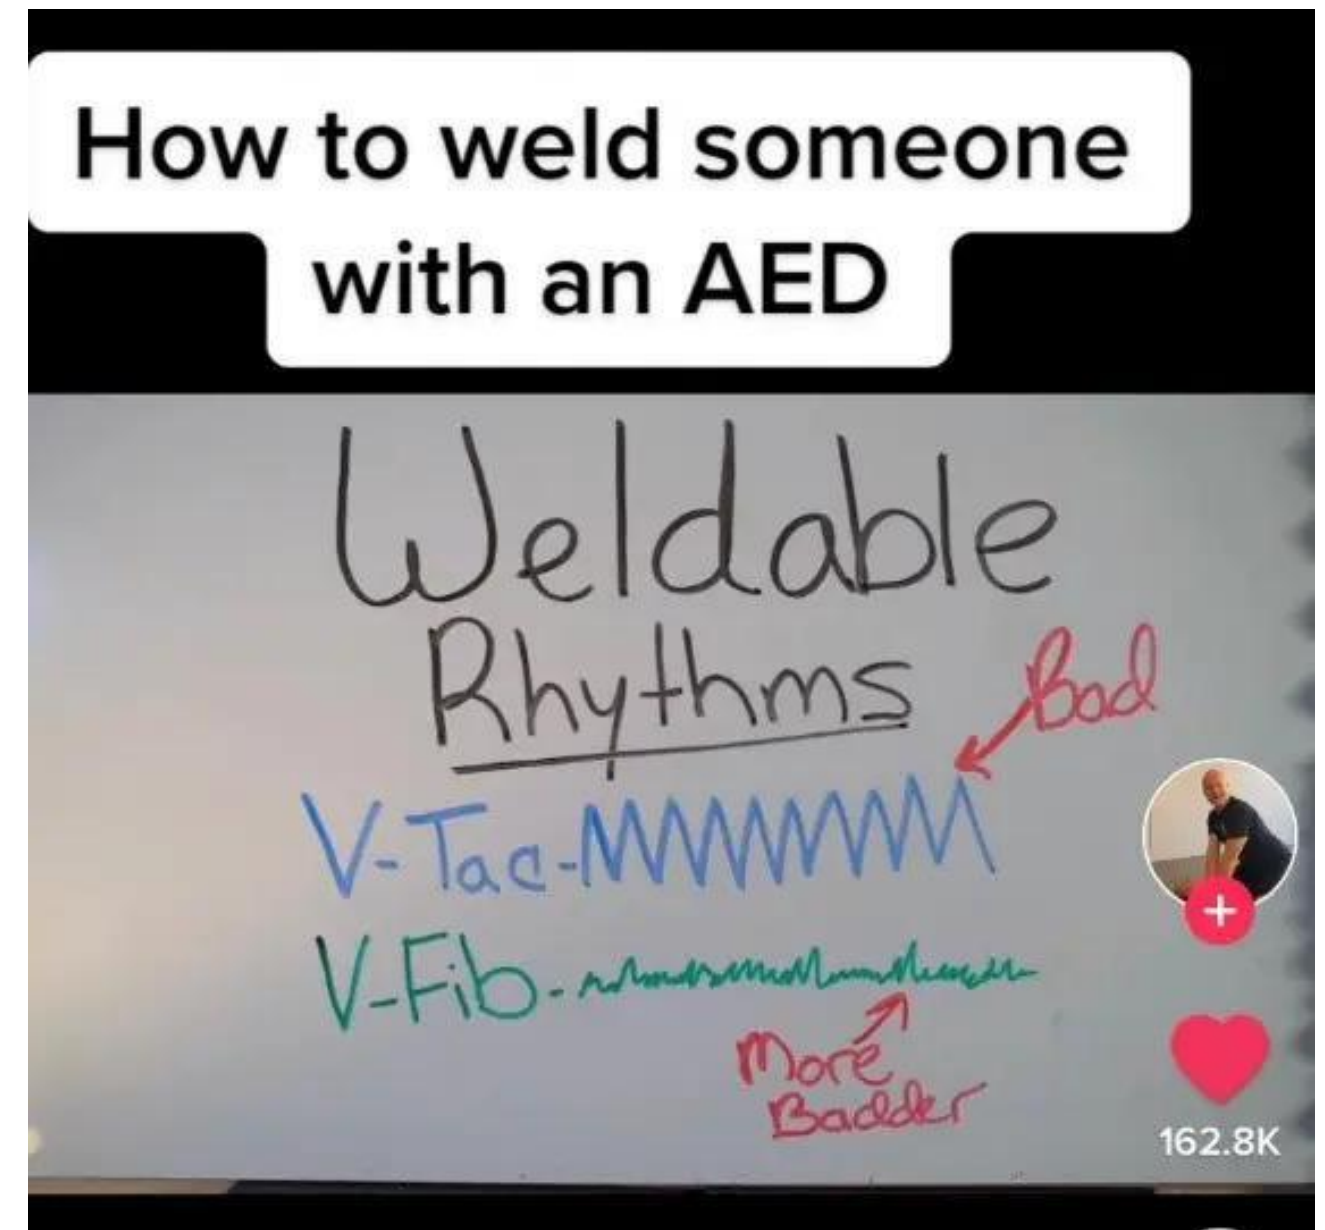 How to weld someone
with an AED
Weldable
Rhythms
Bad
V-Tac-
V-Fib-
More
Badder
162.8K